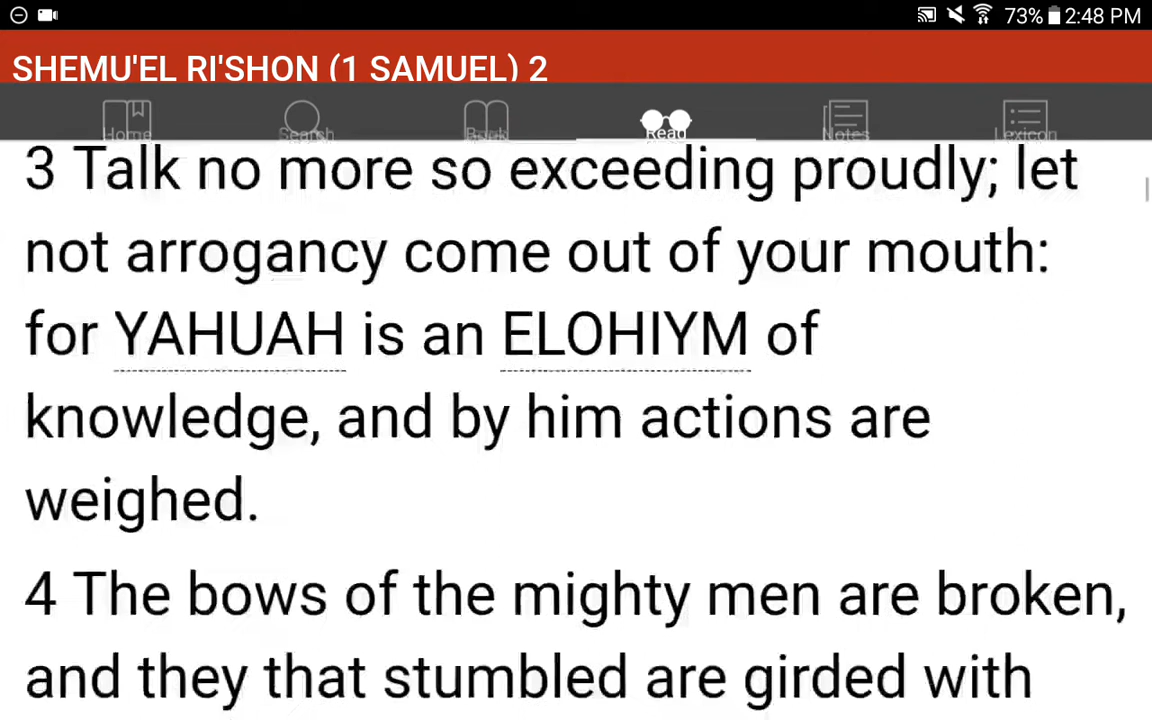 73% 2:48 PM
SHEMU'EL RI'SHON (1 SAMUEL) 2
Home Search Book Read Notes Lexicon
3 Talk no more so exceeding proudly; let
not arrogancy come out of your mouth:
for YAHUAH is an ELOHIYM of
knowledge, and by him actions are
weighed.
4 The bows of the mighty men are broken,
and they that stumbled are girded with